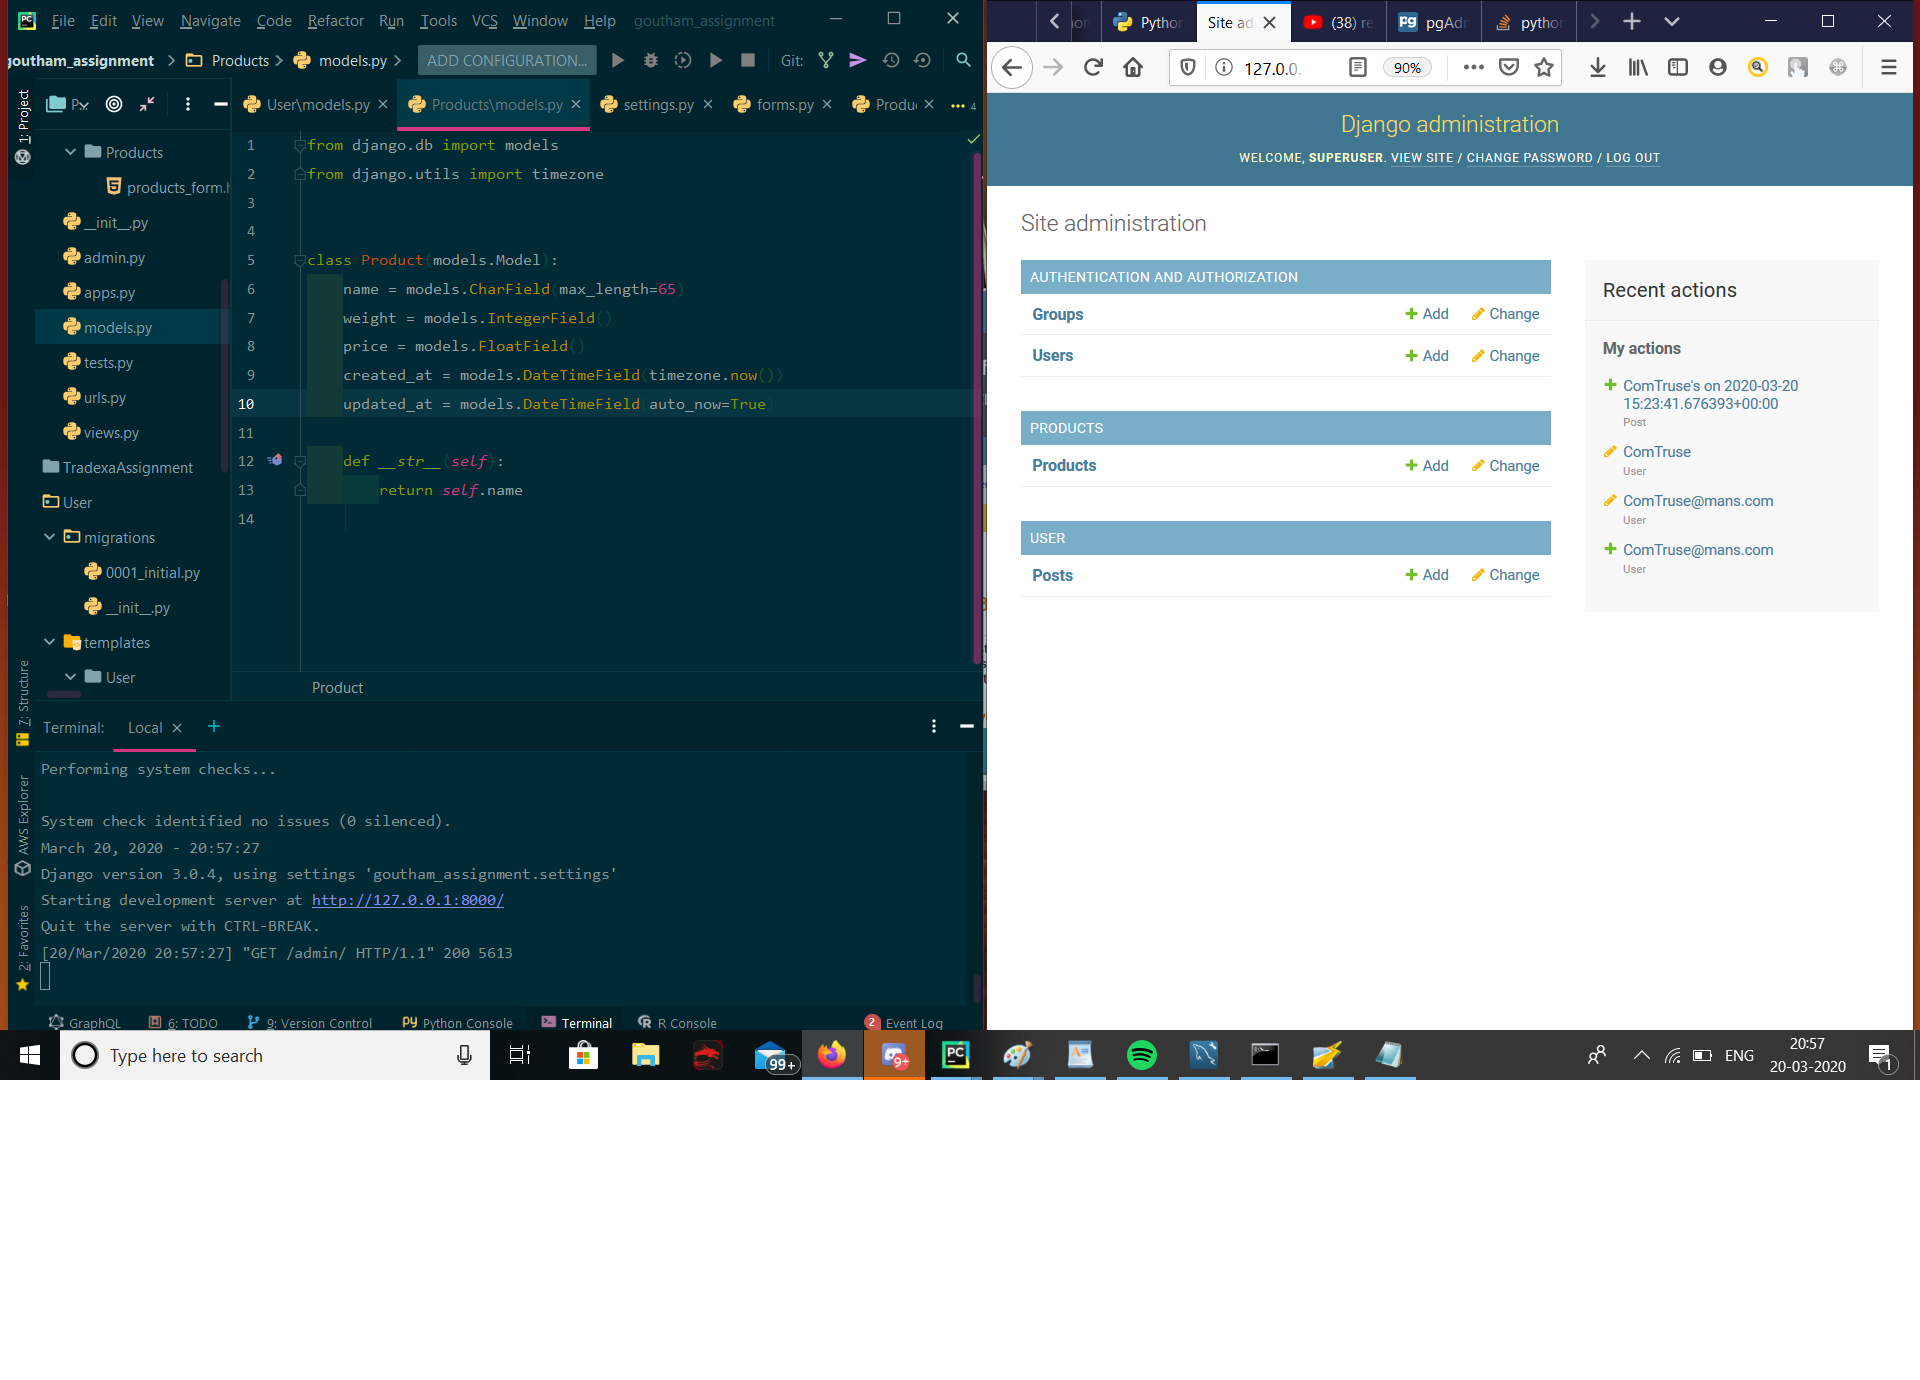 File Edit View Navigate Code Refactor Run Tools VCS Window Help goutham_assignment
goutham_assignment Products models.py ADD CONFIGURATION... Git:
1: Project
User\models.py Products\models.py settings.py forms.py Produ 4
Products
products_form.h
__init__.py
admin.py
apps.py
models.py
tests.py
urls.py
views.py
TradexaAssignment
User
migrations
0001_initial.py
__init__.py
templates
User
1 from django.db import models
2 from django.utils import timezone
3
4
5 class Product(models.Model):
6 name = models.CharField(max_length=65)
7 weight = models.IntegerField()
8 price = models.FloatField()
9 created_at = models.DateTimeField(timezone.now())
10 updated_at = models.DateTimeField(auto_now=True)
11
12 def __str__(self):
13 return self.name
14
Product
7: Structure
AWS Explorer
2: Favorites
Terminal: Local
Performing system checks...
System check identified no issues (0 silenced).
March 20, 2020 - 20:57:27
Django version 3.0.4, using settings 'goutham_assignment.settings'
Starting development server at http://127.0.0.1:8000/
Quit the server with CTRL-BREAK.
[20/Mar/2020 20:57:27] "GET /admin/ HTTP/1.1" 200 5613
GraphQL 6: TODO 9: Version Control Python Console Terminal R Console 2 Event Log
Pythor Site ad (38) re pgAdr pythor
127.0.0. 90%
Django administration
WELCOME, SUPERUSER. VIEW SITE / CHANGE PASSWORD / LOG OUT
Site administration
AUTHENTICATION AND AUTHORIZATION
Groups Add Change
Users Add Change
PRODUCTS
Products Add Change
USER
Posts Add Change
Recent actions
My actions
ComTruse's on 2020-03-20
15:23:41.676393+00:00
Post
ComTruse
User
ComTruse@mans.com
User
ComTruse@mans.com
User
Type here to search 99+ 9+ PC ENG 20:57
20-03-2020 1